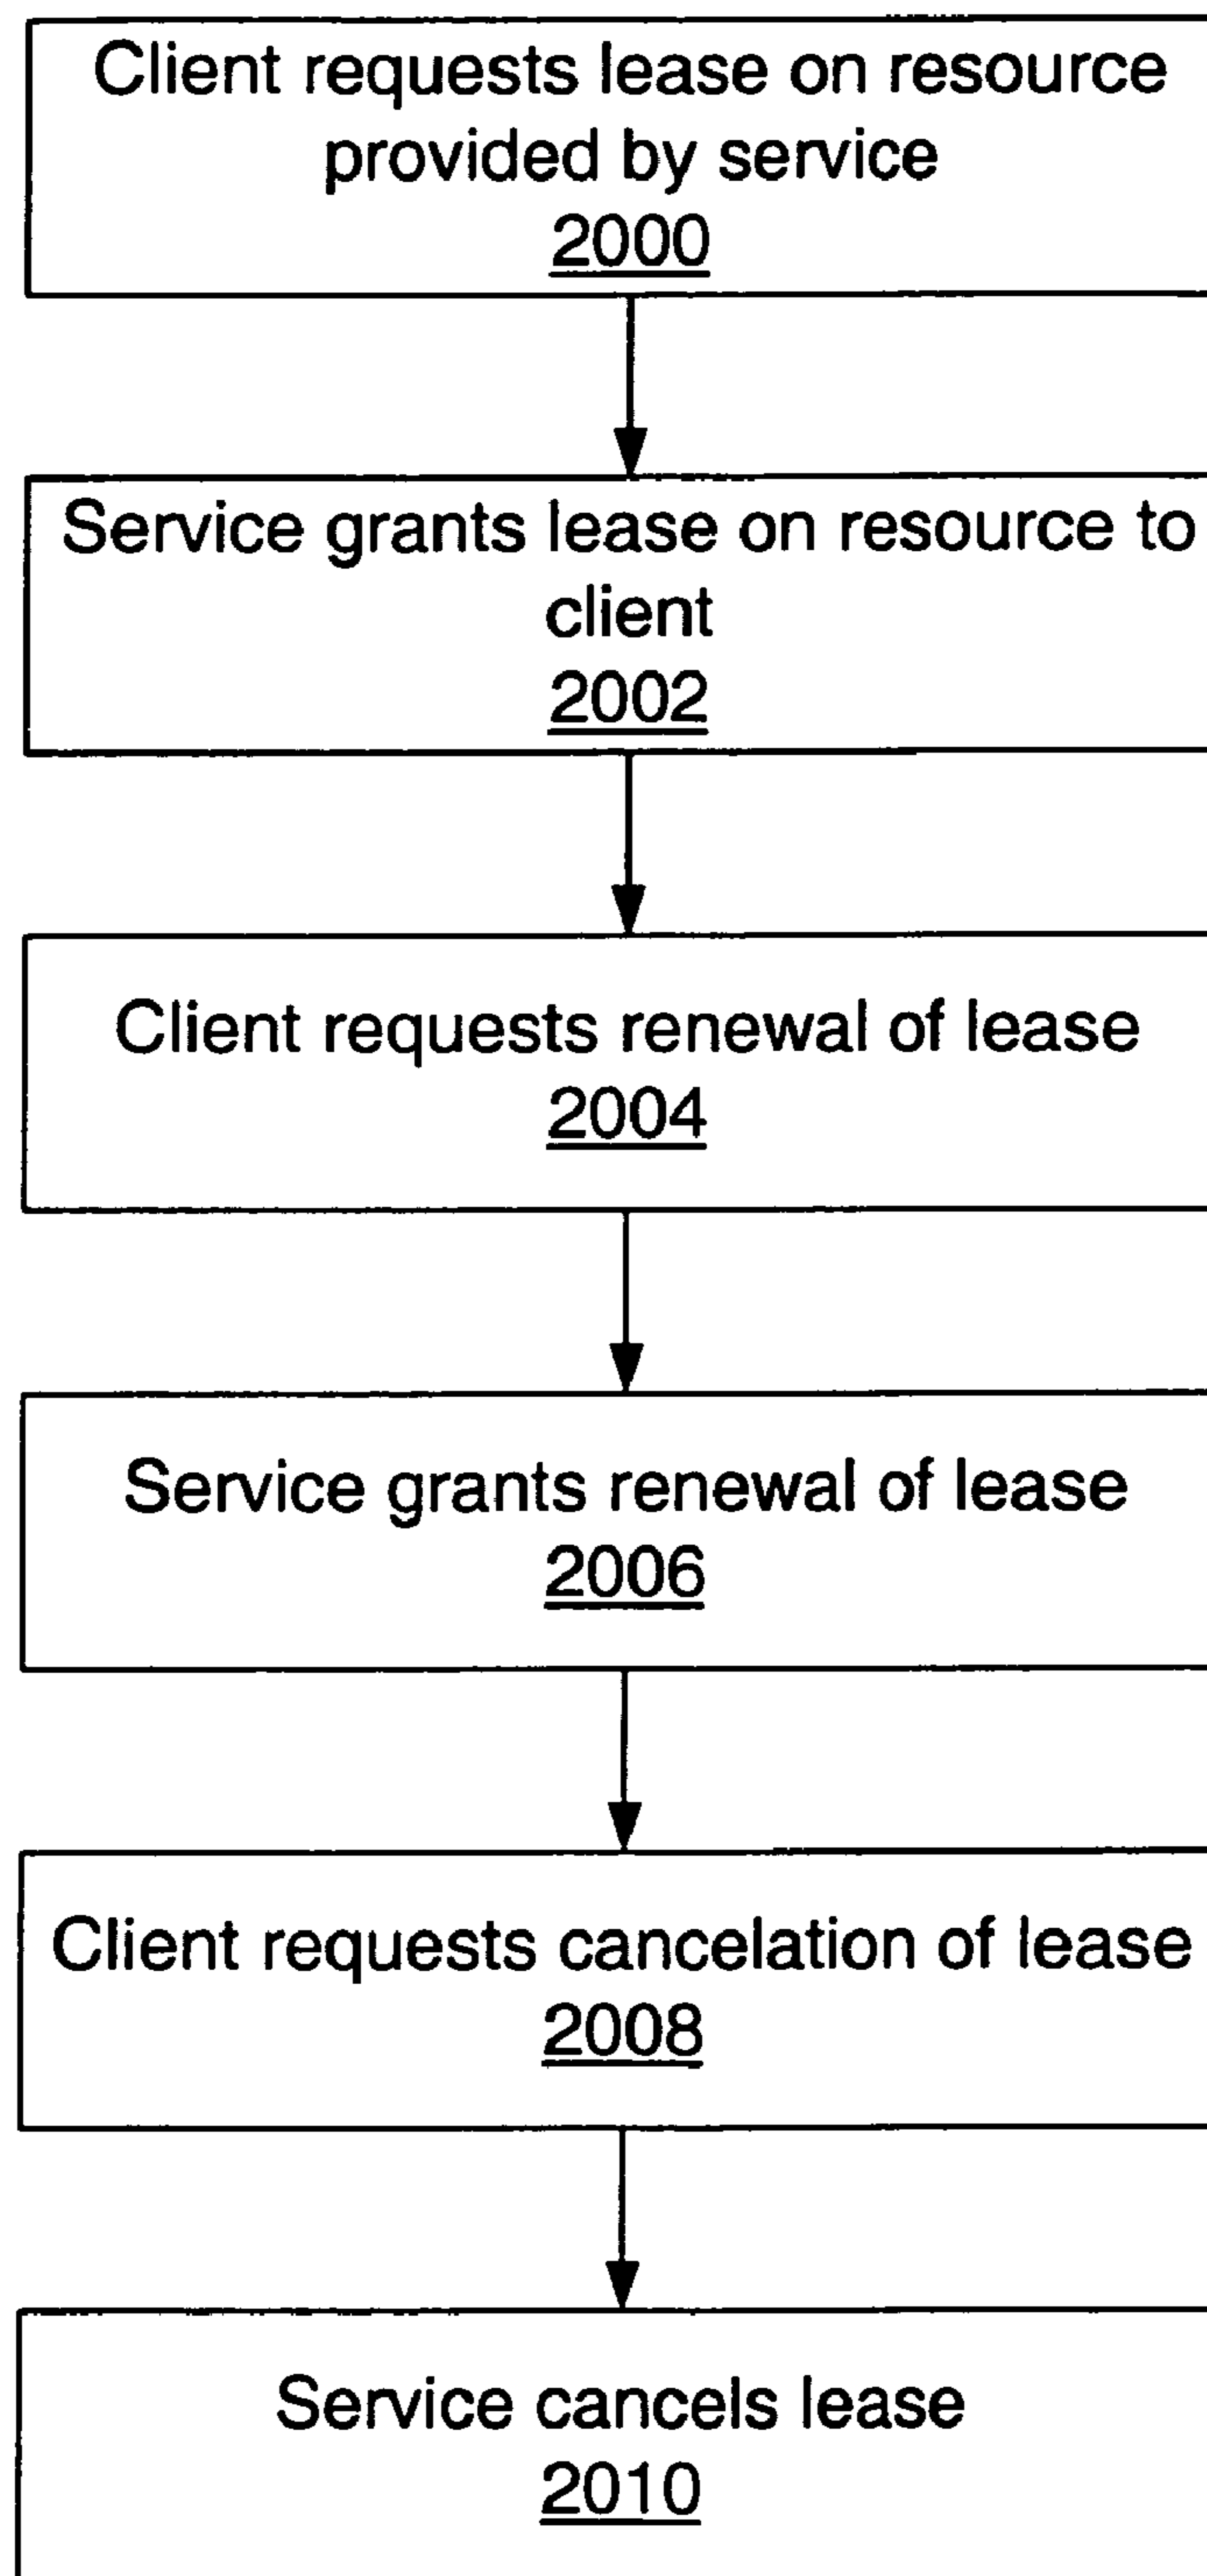 Client requests lease on resource
provided by service
2000
Service grants lease on resource to
client
2002
Client requests renewal of lease
2004
Service grants renewal of lease
2006
Client requests cancelation of lease
2008
Service cancels lease
2010